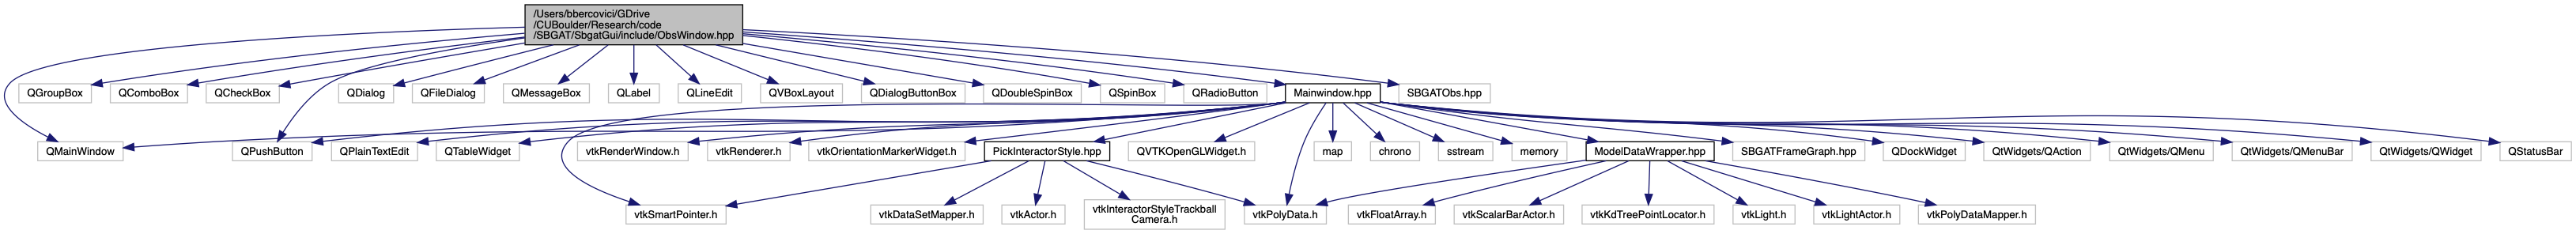 /Users/bbercovici/GDrive
/CUBoulder/Research/code
/SBGAT/SbgatGui/include/ObsWindow.hpp
QGroupBox
QComboBox
QCheckBox
QDialog
QFileDialog
QMessageBox
QLabel
QLineEdit
QVBoxLayout
QDialogButtonBox
QDoubleSpinBox
QSpinBox
QRadioButton
Mainwindow.hpp
SBGATObs.hpp
QMainWindow
QPushButton
QPlainTextEdit
QTableWidget
vtkRenderWindow.h
vtkRenderer.h
vtkOrientationMarkerWidget.h
PickInteractorStyle.hpp
QVTKOpenGLWidget.h
map
chrono
sstream
memory
ModelDataWrapper.hpp
SBGATFrameGraph.hpp
QDockWidget
QtWidgets/QAction
QtWidgets/QMenu
QtWidgets/QMenuBar
QtWidgets/QWidget
QStatusBar
vtkSmartPointer.h
vtkDataSetMapper.h
vtkActor.h
vtkInteractorStyleTrackball
Camera.h
vtkPolyData.h
vtkFloatArray.h
vtkScalarBarActor.h
vtkKdTreePointLocator.h
vtkLight.h
vtkLightActor.h
vtkPolyDataMapper.h